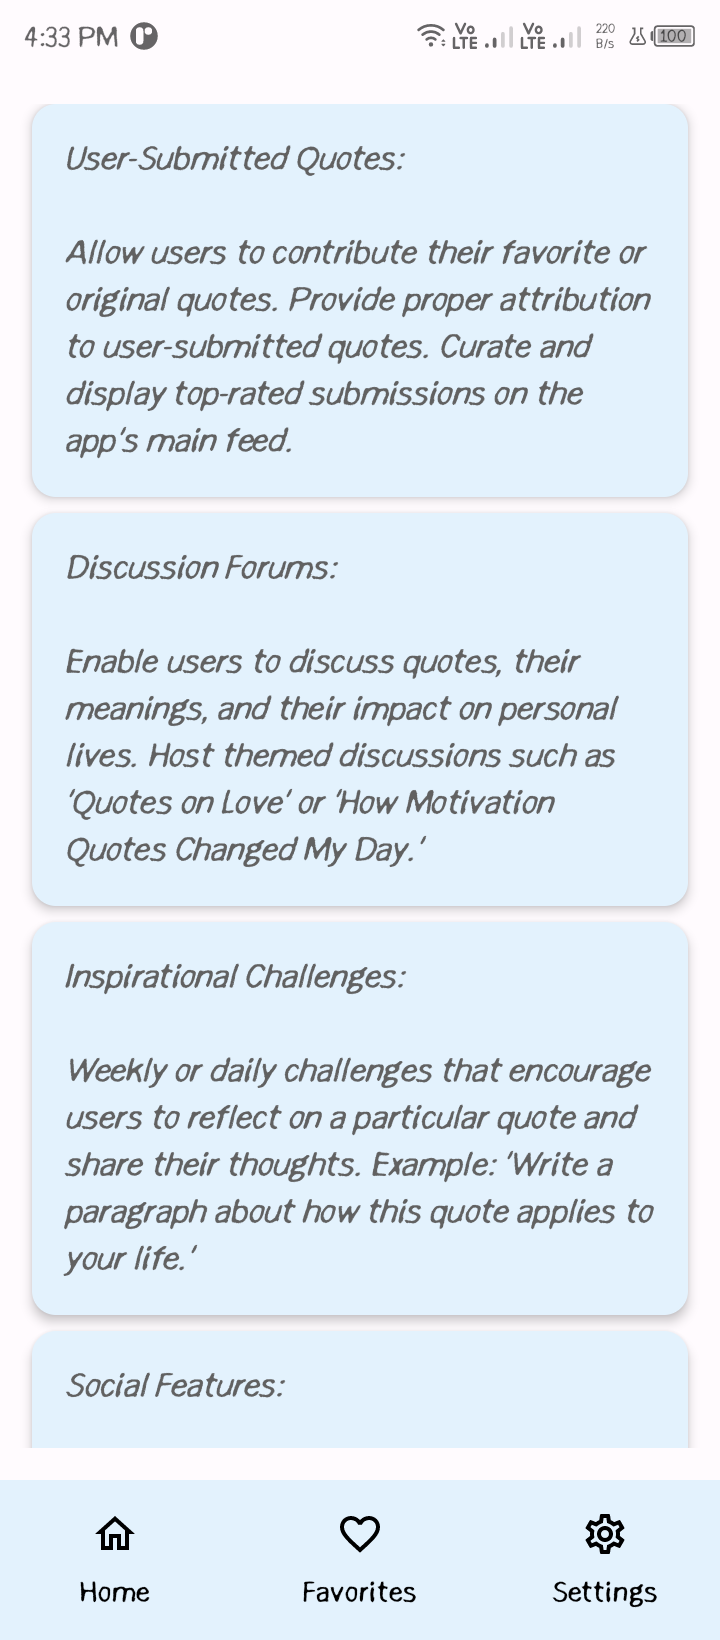 4:33 PM
Vo LTE Vo LTE 220 B/s 100
User-Submitted Quotes:
Allow users to contribute their favorite or
original quotes. Provide proper attribution
to user-submitted quotes. Curate and
display top-rated submissions on the
app's main feed.
Discussion Forums:
Enable users to discuss quotes, their
meanings, and their impact on personal
lives. Host themed discussions such as
'Quotes on Love' or 'How Motivation
Quotes Changed My Day.'
Inspirational Challenges:
Weekly or daily challenges that encourage
users to reflect on a particular quote and
share their thoughts. Example: 'Write a
paragraph about how this quote applies to
your life.'
Social Features:
Home
Favorites
Settings